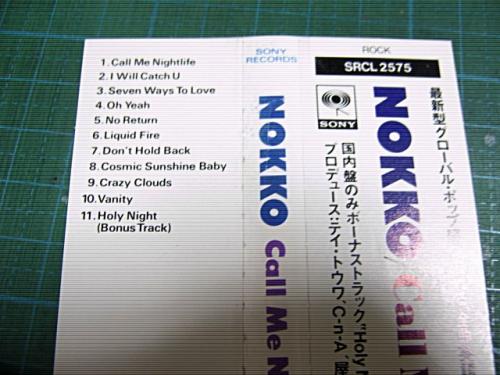 1. Call Me Nightlife
2. I Will Catch U
3. Seven Ways To Love
4. Oh Yeah
5. No Return
6. Liquid Fire
7. Don't Hold Back
8. Cosmic Sunshine Baby
9. Crazy Clouds
10. Vanity
11. Holy Night
(Bonus Track)
SONY
RECORDS
NOKKO Call Me N
ROCK
SRCL 2575
SONY
最新型グローバル・ポップ
NOKKO/Call M
国内盤のみボーナストラック"Holy
プロデュース:テイ・トウワ、C-n-A、